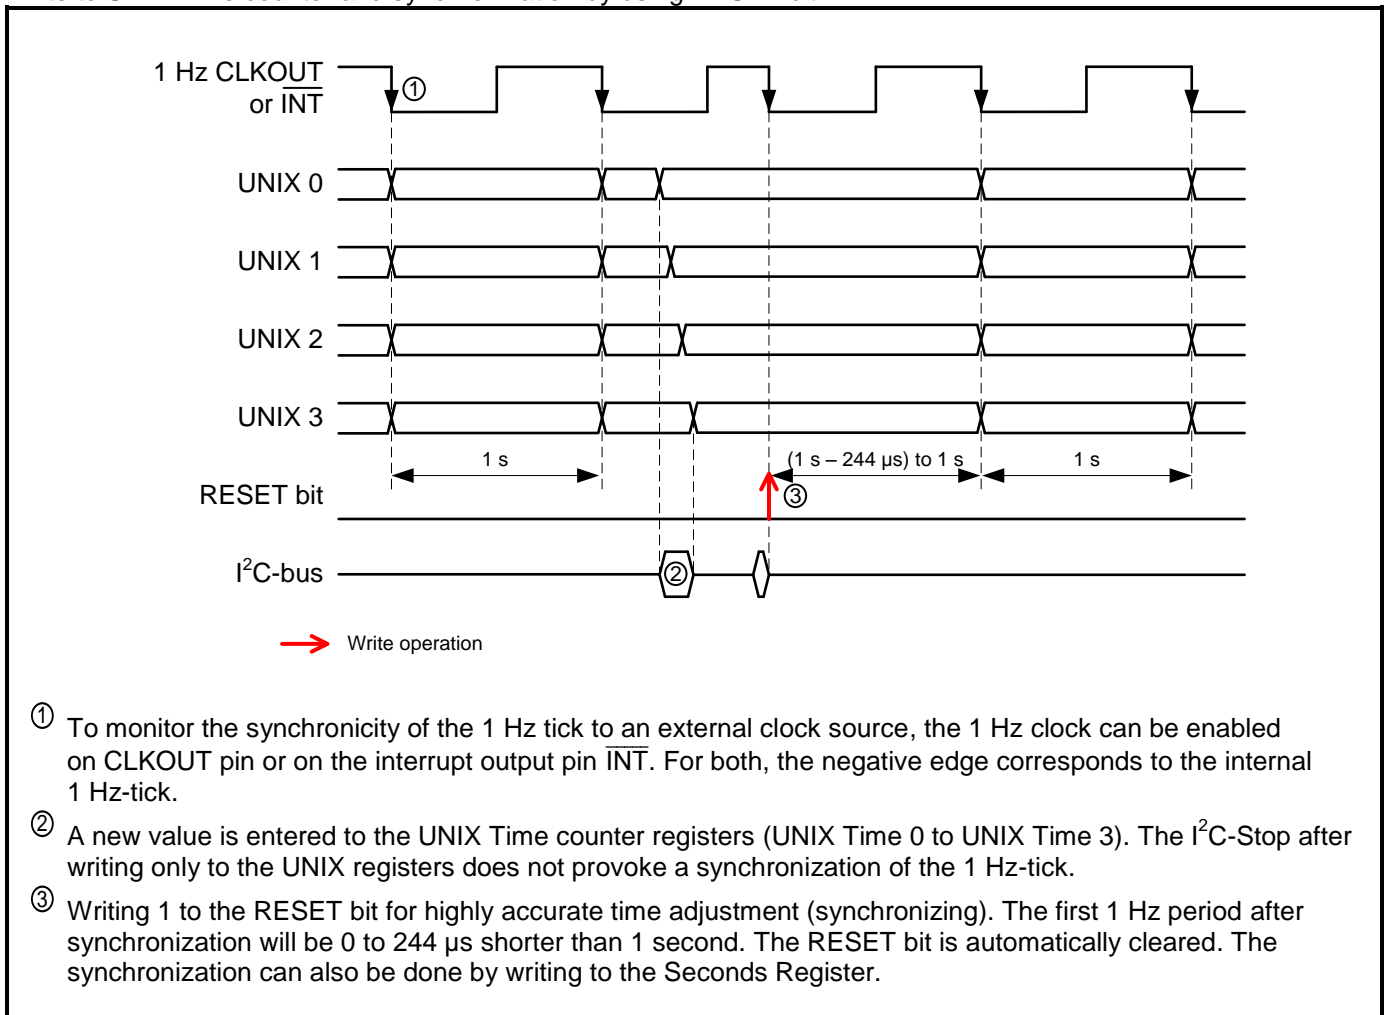 1 Hz CLKOUT
or INT
①
UNIX 0
UNIX 1
UNIX 2
UNIX 3
1 s
(1 s – 244 µs) to 1 s
1 s
RESET bit
③
I²C-bus
②
Write operation
① To monitor the synchronicity of the 1 Hz tick to an external clock source, the 1 Hz clock can be enabled
on CLKOUT pin or on the interrupt output pin INT. For both, the negative edge corresponds to the internal
1 Hz-tick.
② A new value is entered to the UNIX Time counter registers (UNIX Time 0 to UNIX Time 3). The I²C-Stop after
writing only to the UNIX registers does not provoke a synchronization of the 1 Hz-tick.
③ Writing 1 to the RESET bit for highly accurate time adjustment (synchronizing). The first 1 Hz period after
synchronization will be 0 to 244 µs shorter than 1 second. The RESET bit is automatically cleared. The
synchronization can also be done by writing to the Seconds Register.